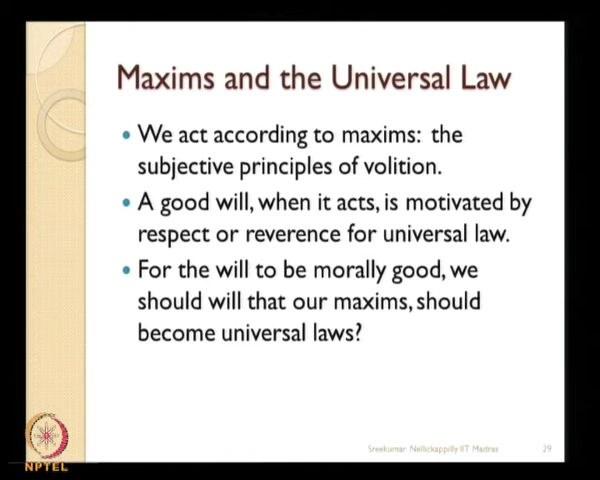 Maxims and the Universal Law
• We act according to maxims: the
subjective principles of volition.
• A good will, when it acts, is motivated by
respect or reverence for universal law.
• For the will to be morally good, we
should will that our maxims, should
become universal laws?
Sreekumar Nellickappilly IIT Madras 29
NPTEL